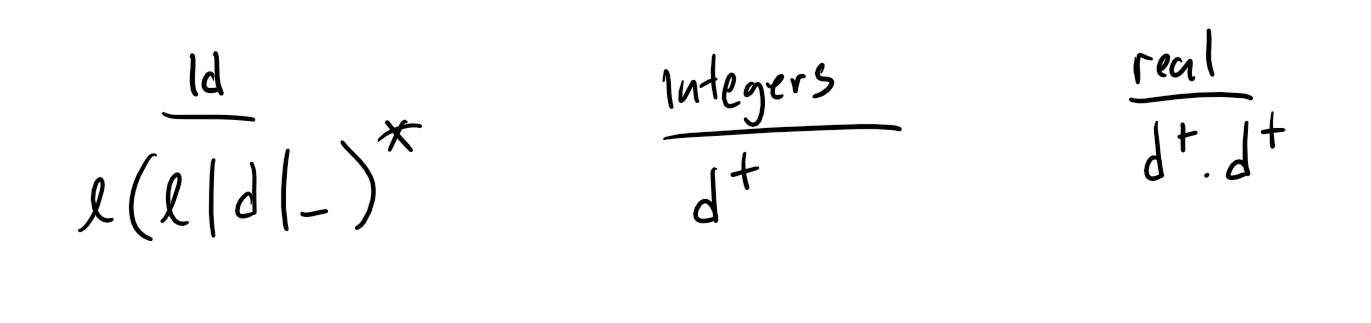 Id
l(l|d|_)*
Integers
d+
real
d+.d+